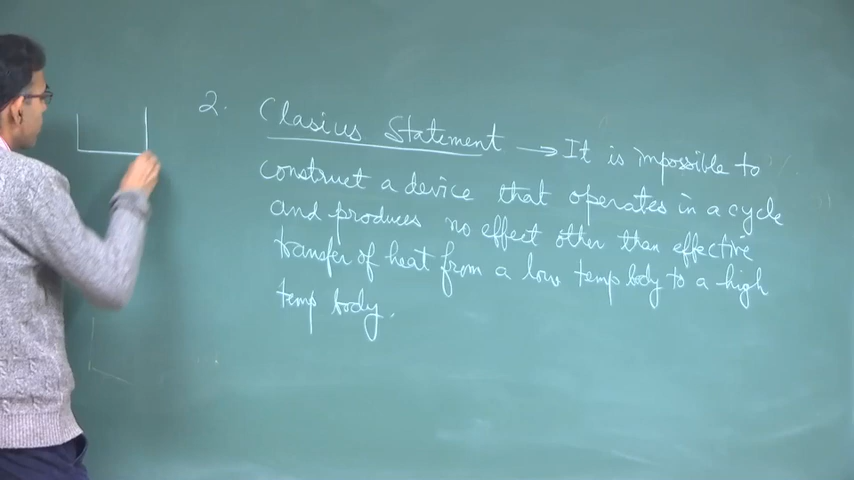 2. Clasius Statement → It is impossible to
construct a device that operates in a cycle
and produces no effect other than effective
transfer of heat from a low temp body to a high
temp body.